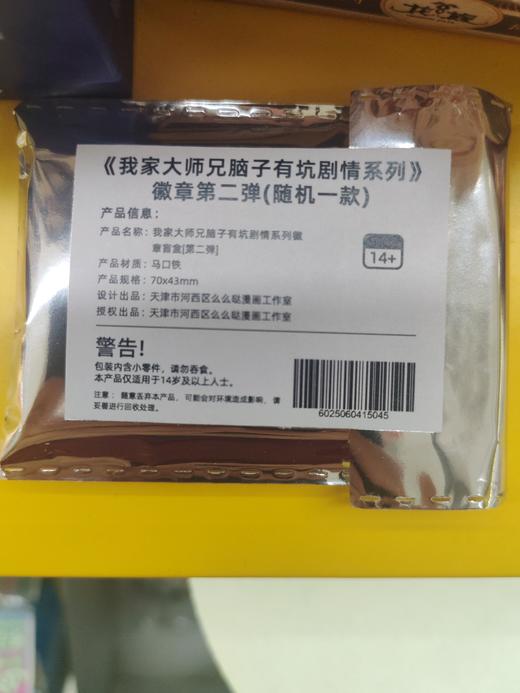 《我家大师兄脑子有坑剧情系列》
徽章第二弹(随机一款)
产品信息：
产品名称：我家大师兄脑子有坑剧情系列徽
章盲盒[第二弹]
产品材质：马口铁
产品规格：70x43mm
设计出品：天津市河西区么么哒漫画工作室
授权出品：天津市河西区么么哒漫画工作室
14+
警告!
包装内含小零件，请勿吞食。
本产品仅适用于14岁及以上人士。
注意：随意丢弃本产品，可能会对环境造成影响，请
妥善进行回收处理。
6025060415045